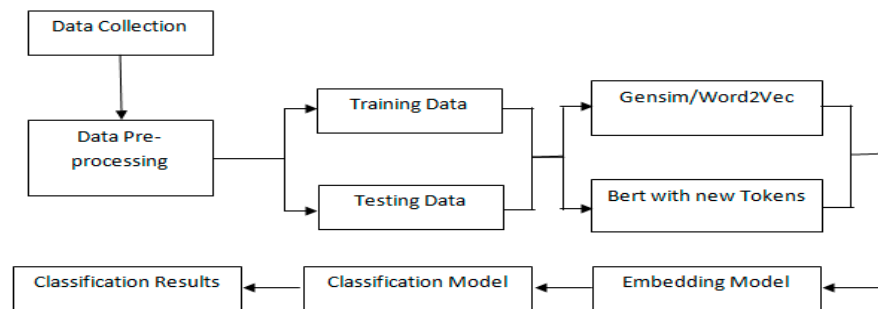 Data Collection
Data Pre-
processing
Training Data
Testing Data
Gensim/Word2Vec
Bert with new Tokens
Classification Results
Classification Model
Embedding Model